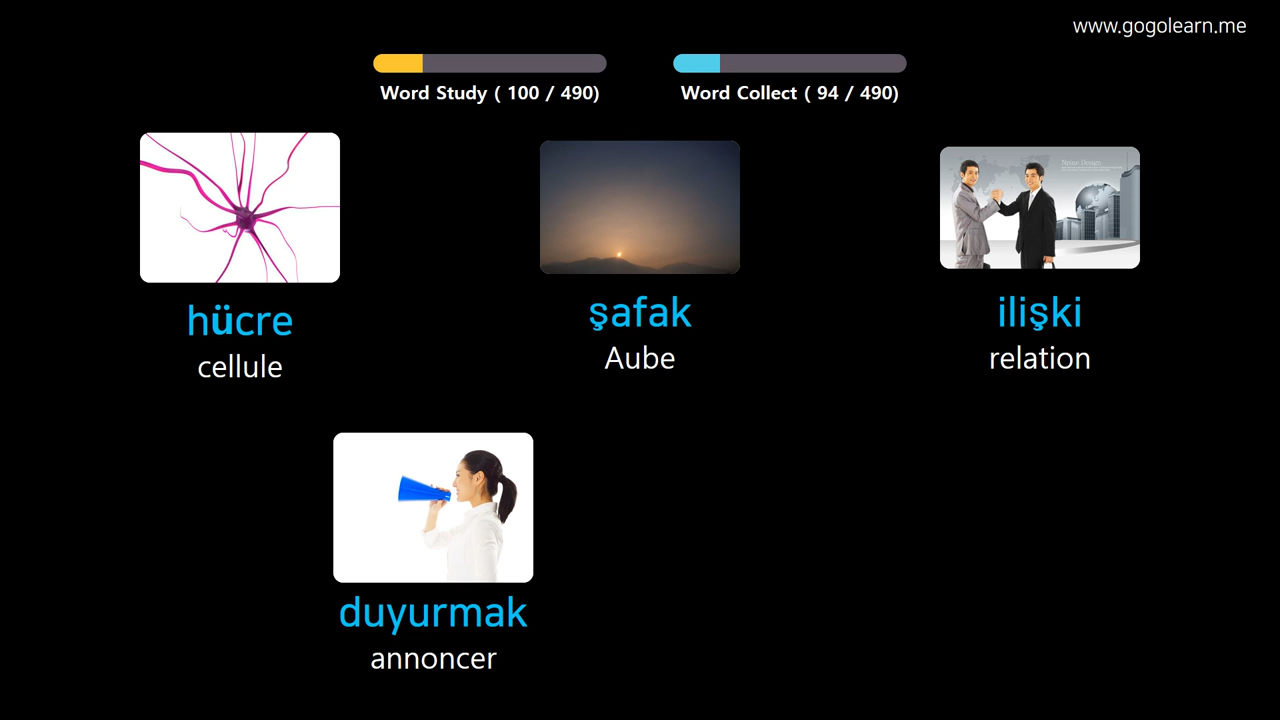 www.gogolearn.me
Word Study ( 100 / 490)
Word Collect ( 94 / 490)
hücre
cellule
şafak
Aube
ilişki
relation
duyurmak
annoncer